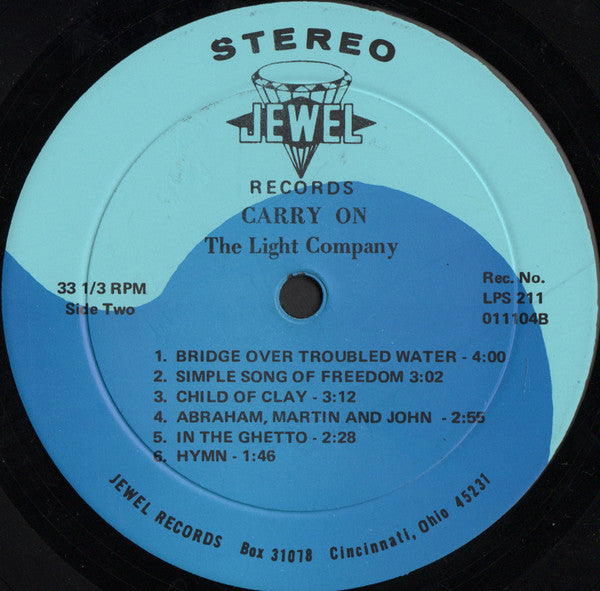 STEREO
JEWEL
RECORDS
CARRY ON
The Light Company
33 1/3 RPM
Side Two
Rec. No.
LPS 211
011104B
1. BRIDGE OVER TROUBLED WATER - 4:00
2. SIMPLE SONG OF FREEDOM 3:02
3. CHILD OF CLAY - 3:12
4. ABRAHAM, MARTIN AND JOHN - 2:55
5. IN THE GHETTO - 2:28
6. HYMN - 1:46
JEWEL RECORDS Box 31078 Cincinnati, Ohio 45231